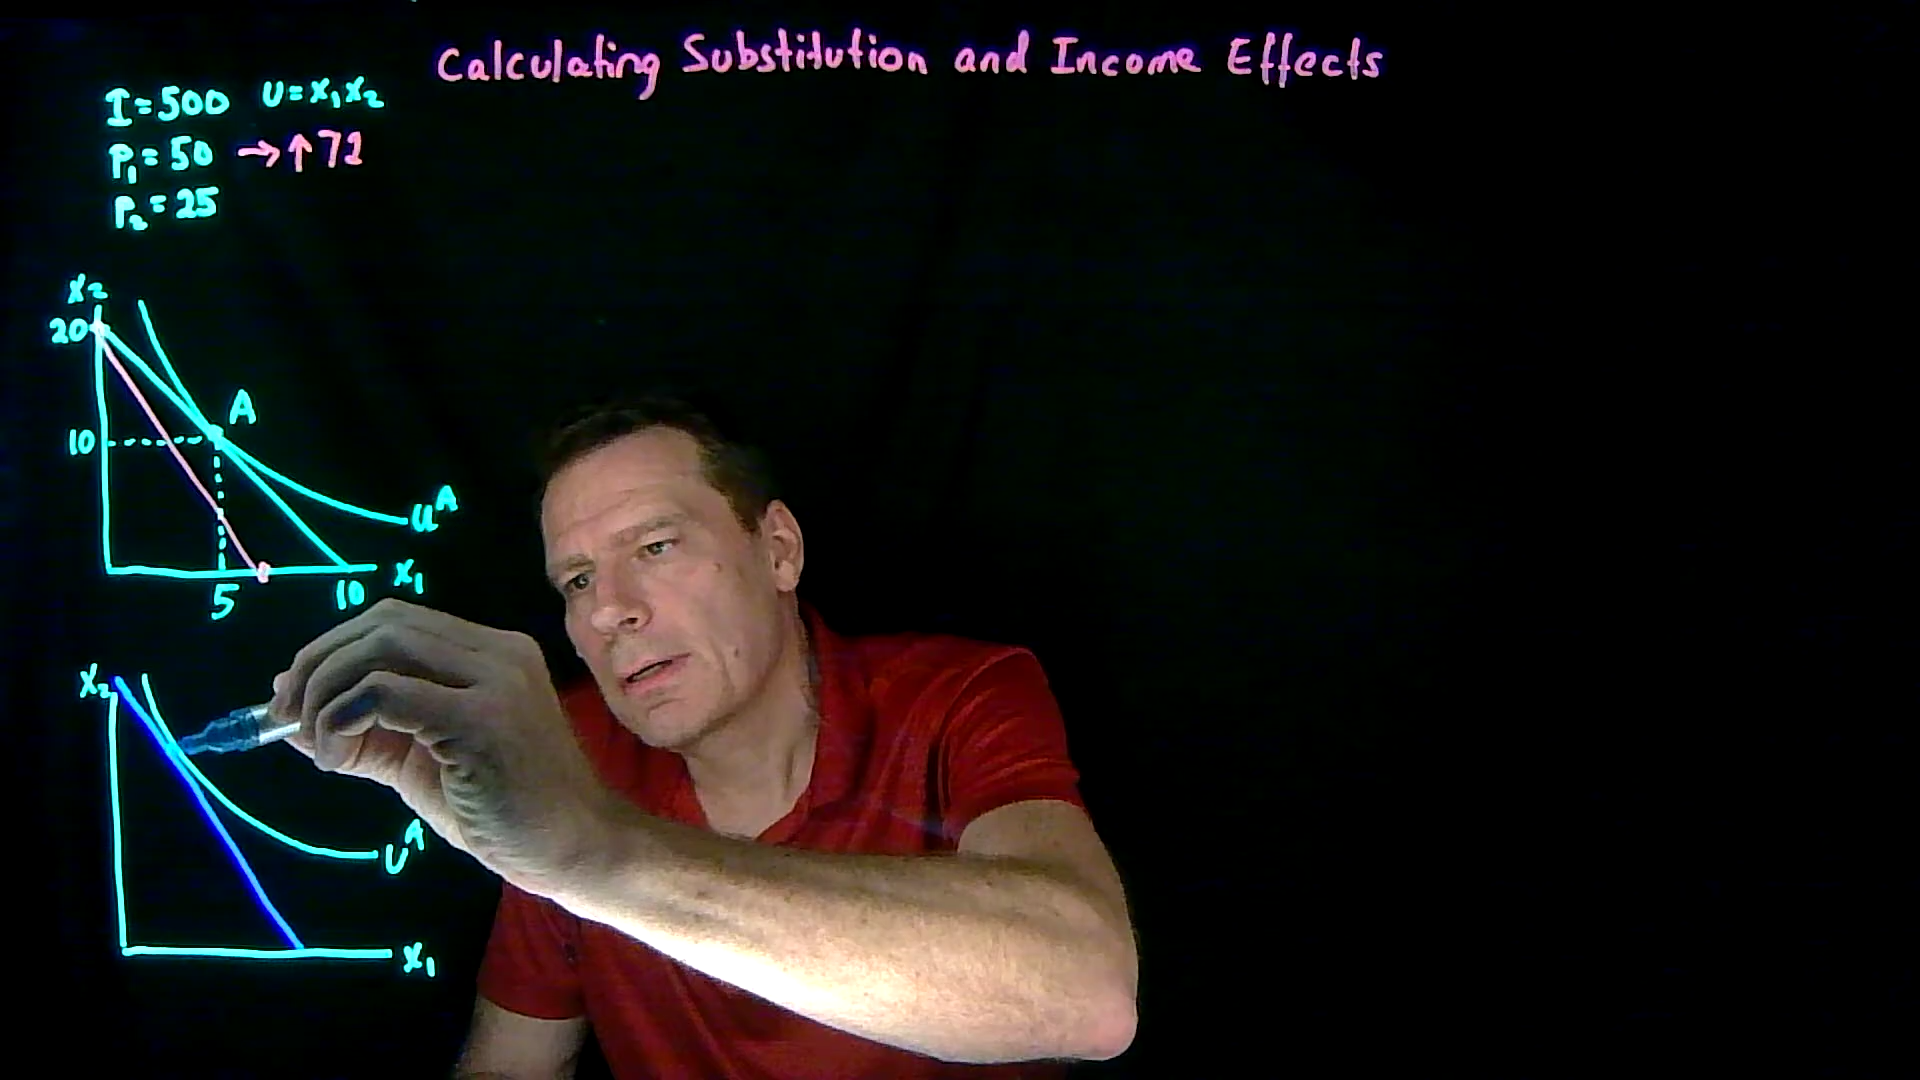 Calculating Substitution and Income Effects
I=500 U=X₁X₂
P₁=50 →↑72
P₂=25
X₂
20
A
10
U^A
5
10
X₁
X₂
U^A
X₁